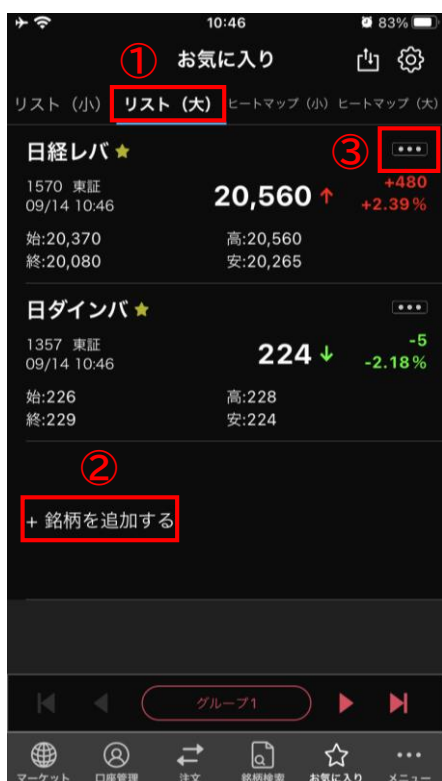 10:46 83%
① お気に入り
リスト（小） リスト（大） ヒートマップ（小） ヒートマップ（大）
日経レバ ③
1570 東証
09/14 10:46
20,560 ↑
+480
+2.39%
始:20,370 高:20,560
終:20,080 安:20,265
日ダインバ
1357 東証
09/14 10:46
224 ↓
-5
-2.18%
始:226 高:228
終:229 安:224
②
+ 銘柄を追加する
グループ1
マーケット 口座管理 注文 銘柄検索 お気に入り メニュー